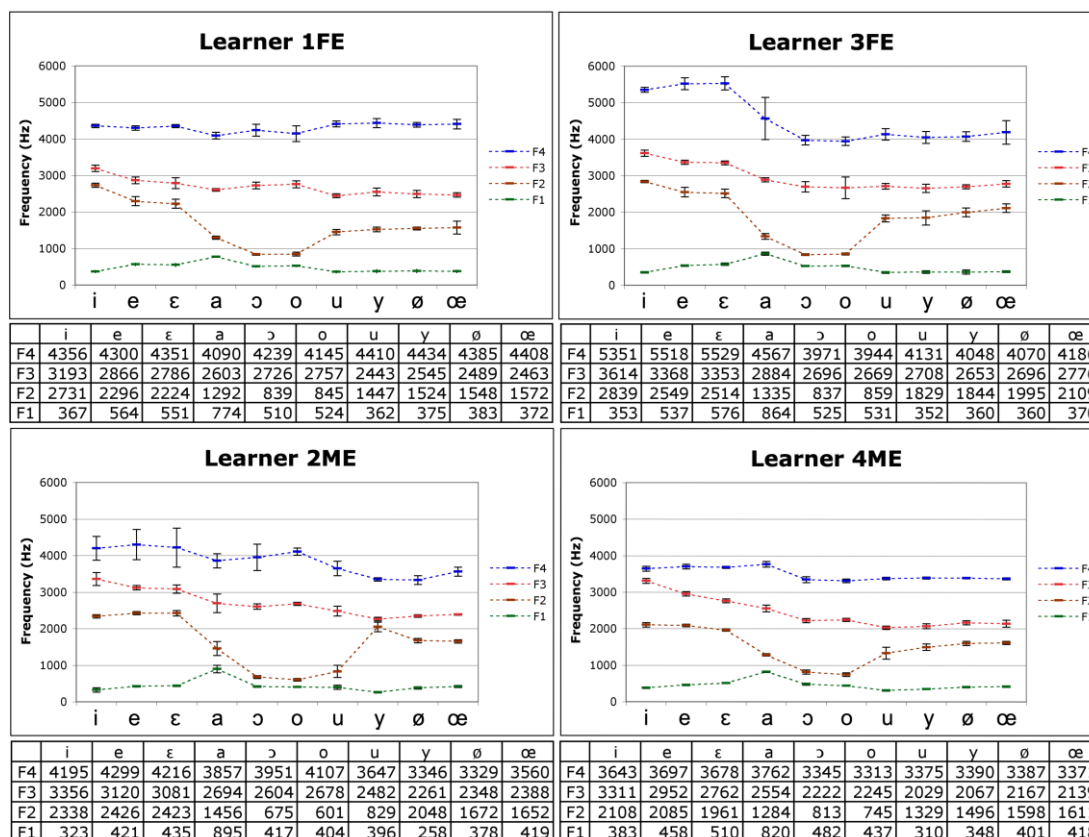 Learner 1FE
Frequency (Hz)
6000
5000
4000
3000
2000
1000
0
F4
F3
F2
F1
i e ɛ a ɔ o u y ø œ
i e ɛ a ɔ o u y ø œ
F4 4356 4300 4351 4090 4239 4145 4410 4434 4385 4408
F3 3193 2866 2786 2603 2726 2757 2443 2545 2489 2463
F2 2731 2296 2224 1292 839 845 1447 1524 1548 1572
F1 367 564 551 774 510 524 362 375 383 372
Learner 3FE
Frequency (Hz)
6000
5000
4000
3000
2000
1000
0
i e ɛ a ɔ o u y ø œ
i e ɛ a ɔ o u y ø œ
F4 5351 5518 5529 4567 3971 3944 4131 4048 4070
F3 3614 3368 3353 2884 2696 2669 2708 2653 2696
F2 2839 2549 2514 1335 837 859 1829 1844 1995
F1 353 537 576 864 525 531 352 360 360
Learner 2ME
Frequency (Hz)
6000
5000
4000
3000
2000
1000
0
F4
F3
F2
F1
i e ɛ a ɔ o u y ø œ
i e ɛ a ɔ o u y ø œ
F4 4195 4299 4216 3857 3951 4107 3647 3346 3329 3560
F3 3356 3120 3081 2694 2604 2678 2482 2261 2348 2388
F2 2338 2426 2423 1456 675 601 829 2048 1672 1652
F1 323 421 435 895 417 404 396 258 378 419
Learner 4ME
Frequency (Hz)
6000
5000
4000
3000
2000
1000
0
i e ɛ a ɔ o u y ø œ
i e ɛ a ɔ o u y ø œ
F4 3643 3697 3678 3762 3345 3313 3375 3390 3387
F3 3311 2952 2762 2554 2222 2245 2029 2067 2167
F2 2108 2085 1961 1284 813 745 1329 1496 1598
F1 383 458 510 820 482 437 310 348 401